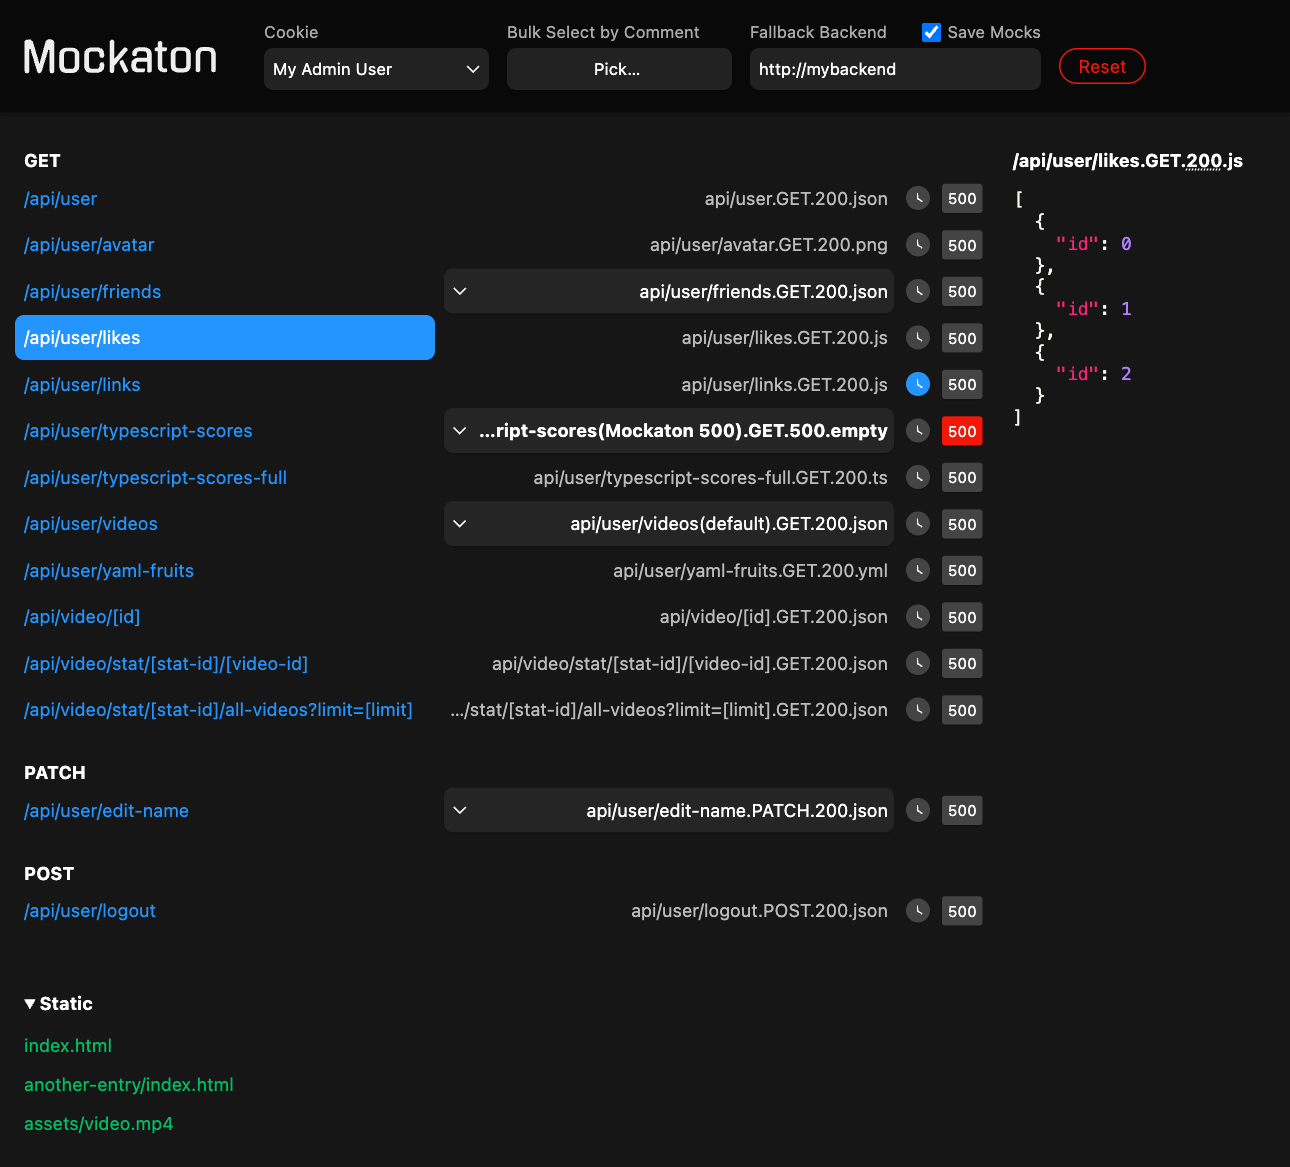 Mockaton
Cookie
My Admin User
Bulk Select by Comment
Pick...
Fallback Backend
Save Mocks
http://mybackend
Reset
GET
/api/user api/user.GET.200.json 500
/api/user/avatar api/user/avatar.GET.200.png 500
/api/user/friends api/user/friends.GET.200.json 500
/api/user/likes api/user/likes.GET.200.js 500
/api/user/links api/user/links.GET.200.js 500
/api/user/typescript-scores ...ript-scores(Mockaton 500).GET.500.empty 500
/api/user/typescript-scores-full api/user/typescript-scores-full.GET.200.ts 500
/api/user/videos api/user/videos(default).GET.200.json 500
/api/user/yaml-fruits api/user/yaml-fruits.GET.200.yml 500
/api/video/[id] api/video/[id].GET.200.json 500
/api/video/stat/[stat-id]/[video-id] api/video/stat/[stat-id]/[video-id].GET.200.json 500
/api/video/stat/[stat-id]/all-videos?limit=[limit] .../stat/[stat-id]/all-videos?limit=[limit].GET.200.json 500
PATCH
/api/user/edit-name api/user/edit-name.PATCH.200.json 500
POST
/api/user/logout api/user/logout.POST.200.json 500
▼ Static
index.html
another-entry/index.html
assets/video.mp4
/api/user/likes.GET.200.js
[
  {
    "id": 0
  },
  {
    "id": 1
  },
  {
    "id": 2
  }
]